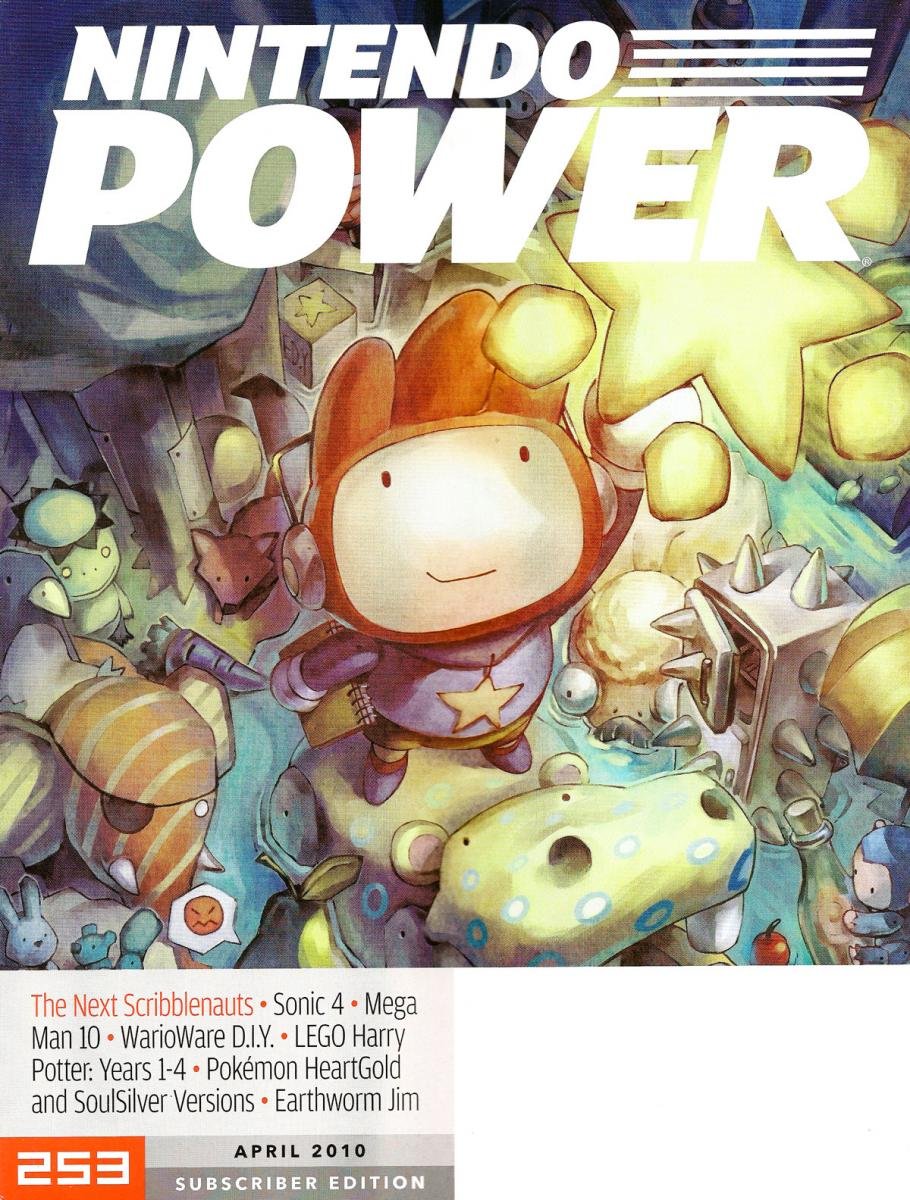 NINTENDO
POWER®
EDY
The Next Scribblenauts • Sonic 4 • Mega
Man 10 • WarioWare D.I.Y. • LEGO Harry
Potter: Years 1-4 • Pokémon HeartGold
and SoulSilver Versions • Earthworm Jim
253
APRIL 2010
SUBSCRIBER EDITION